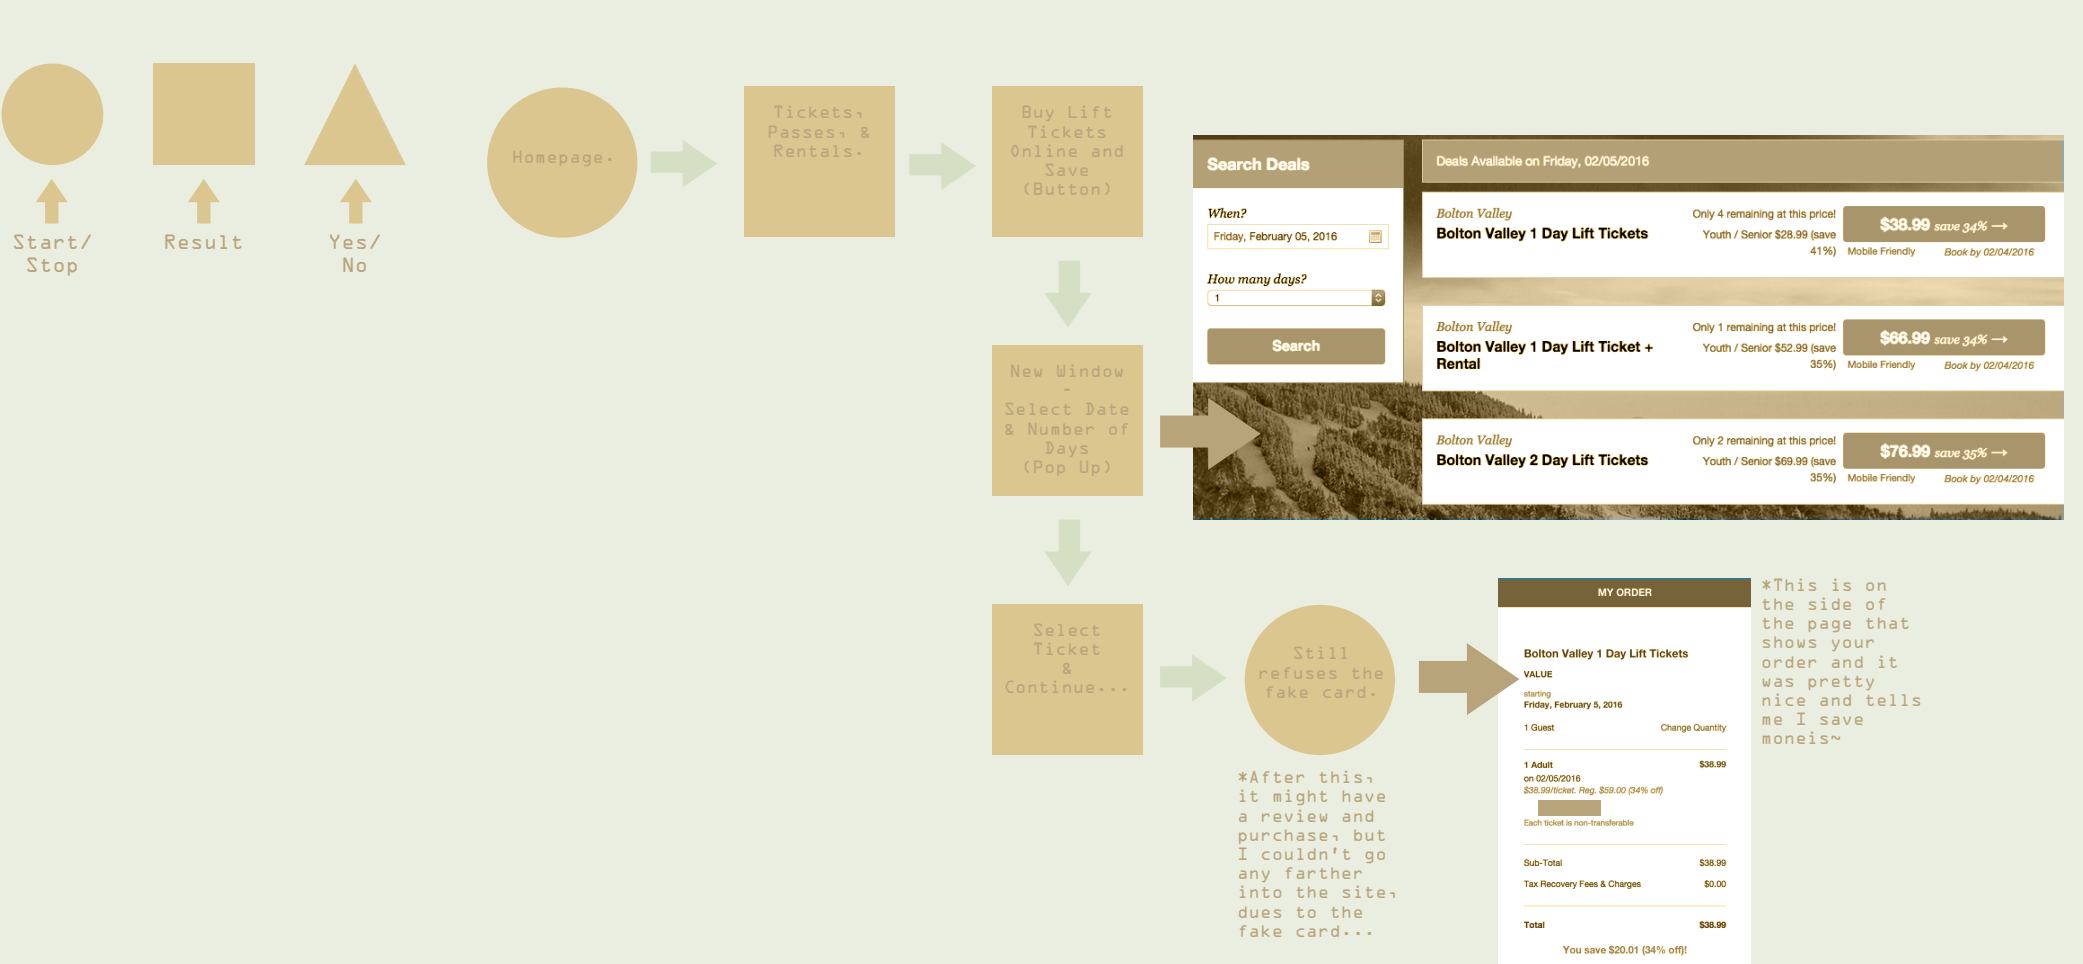 Start/
Stop
Result
Yes/
No
Homepage.
Tickets,
Passes, &
Rentals.
Buy Lift
Tickets
Online and
Save
(Button)
New Window
-
Select Date
& Number of
Days
(Pop Up)
Select
Ticket
&
Continue...
Still
refuses the
fake card.
*After this,
it might have
a review and
purchase, but
I couldn't go
any farther
into the site,
dues to the
fake card...
Search Deals
When?
Friday, February 05, 2016
How many days?
1
Search
Deals Available on Friday, 02/05/2016
Bolton Valley
Bolton Valley 1 Day Lift Tickets
Only 4 remaining at this price!
Youth / Senior $28.99 (save
41%)
$38.99 save 34% →
Mobile Friendly Book by 02/04/2016
Bolton Valley
Bolton Valley 1 Day Lift Ticket +
Rental
Only 1 remaining at this price!
Youth / Senior $52.99 (save
35%)
$66.99 save 34% →
Mobile Friendly Book by 02/04/2016
Bolton Valley
Bolton Valley 2 Day Lift Tickets
Only 2 remaining at this price!
Youth / Senior $69.99 (save
35%)
$76.99 save 35% →
Mobile Friendly Book by 02/04/2016
MY ORDER
Bolton Valley 1 Day Lift Tickets
VALUE
starting
Friday, February 5, 2016
1 Guest Change Quantity
1 Adult $38.99
on 02/05/2016
$38.99/ticket. Reg. $59.00 (34% off)
Each ticket is non-transferable
Sub-Total $38.99
Tax Recovery Fees & Charges $0.00
Total $38.99
You save $20.01 (34% off)!
*This is on
the side of
the page that
shows your
order and it
was pretty
nice and tells
me I save
moneis~